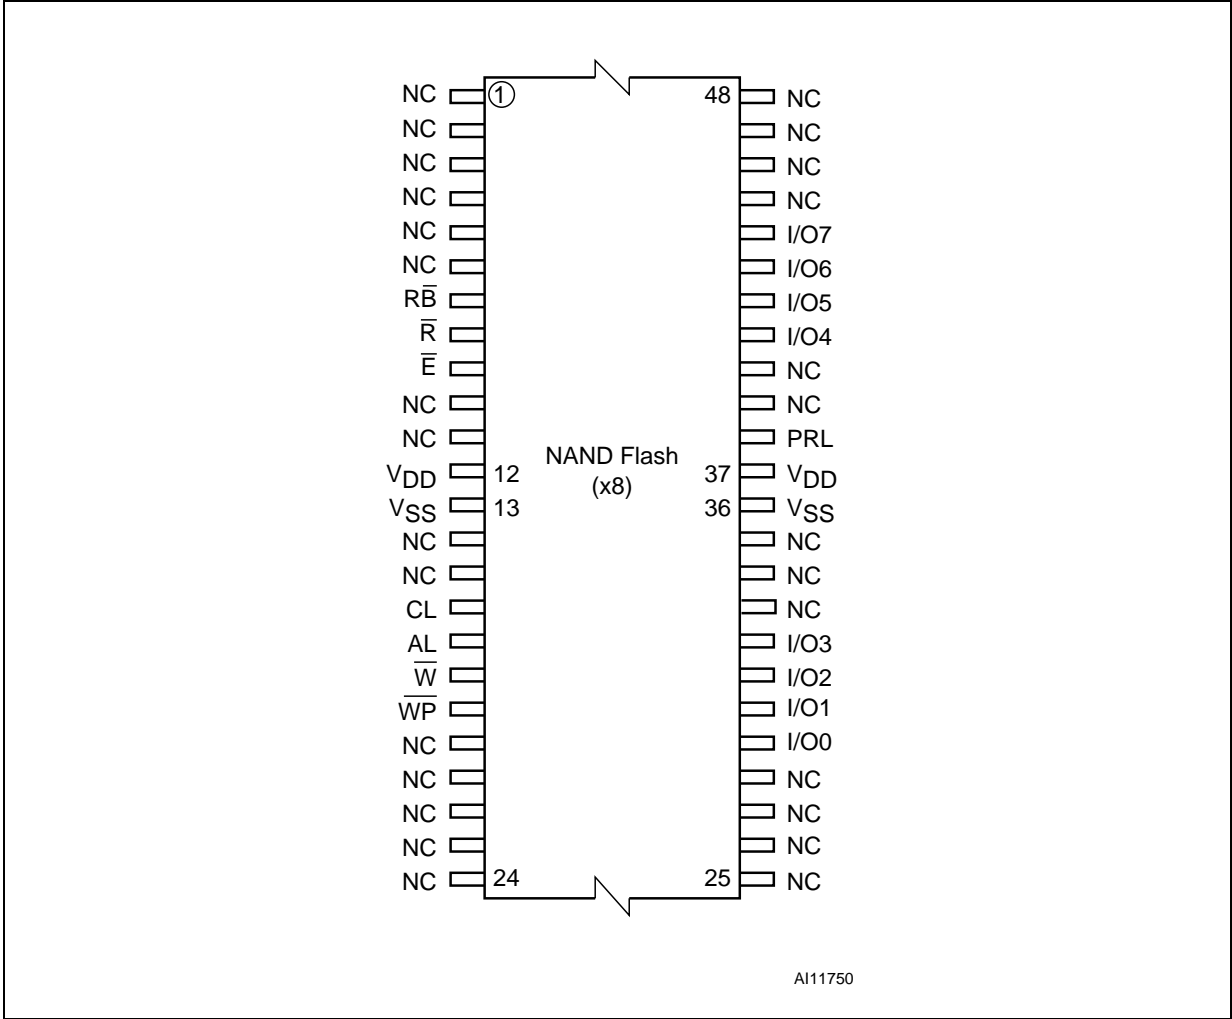 NC ① 48 NC
NC NC
NC NC
NC NC
NC I/O7
NC I/O6
RB̅ I/O5
R̅ I/O4
E̅ NC
NC NC
NC PRL
NAND Flash
VDD 12 37 VDD
(x8)
VSS 13 36 VSS
NC NC
NC NC
CL NC
AL I/O3
W̅ I/O2
W̅P̅ I/O1
NC I/O0
NC NC
NC NC
NC NC
NC 24 25 NC
AI11750